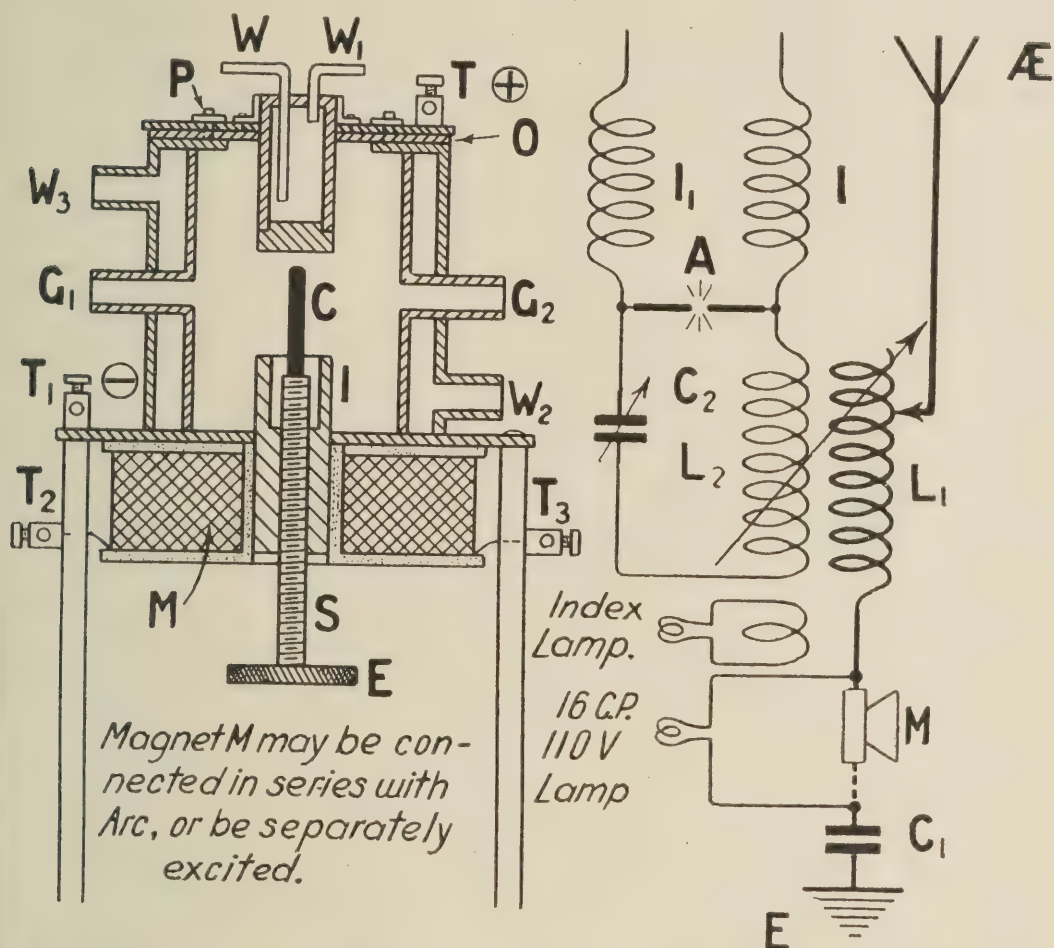 W W₁
P T ⊕
O
W₃
G₁ C G₂
T₁ ⊖ I W₂
T₂ T₃
M S
E
Magnet M may be con-
nected in series with
Arc, or be separately
excited.
Æ
I₁ I
A
C₂
L₂ L₁
Index
Lamp.
16 C.P.
110 V
Lamp
M
C₁
E